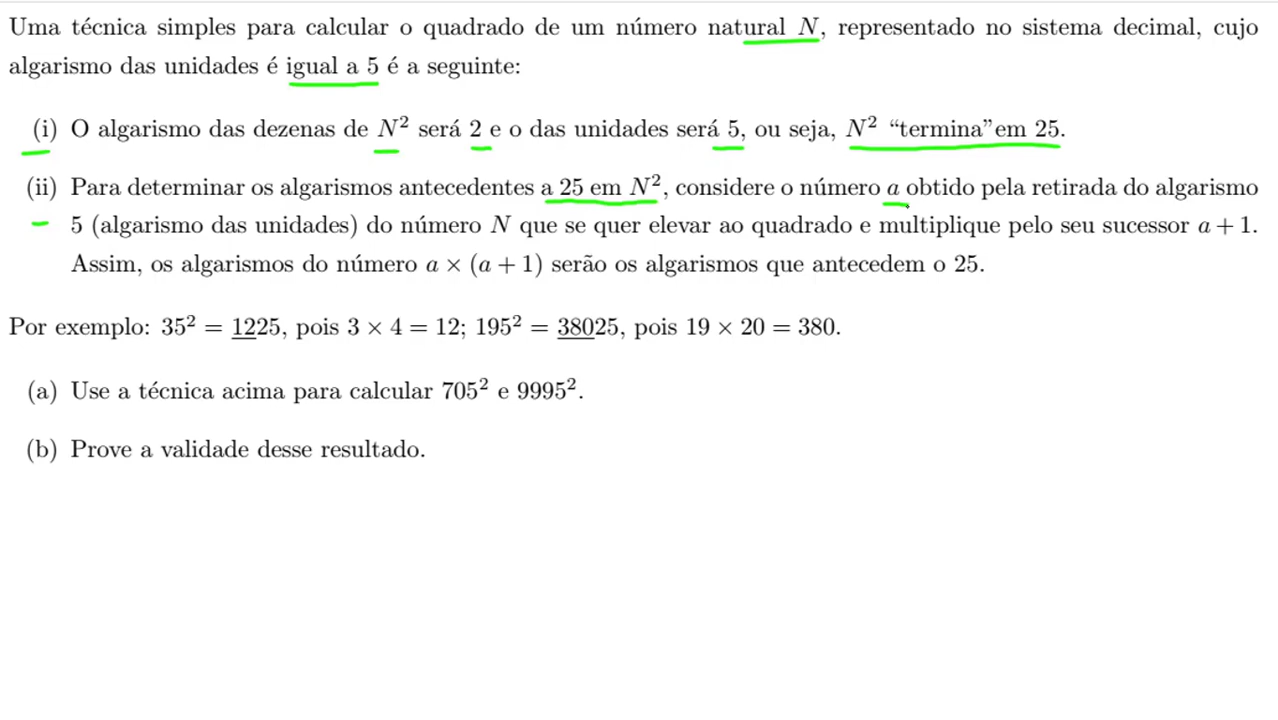 Uma técnica simples para calcular o quadrado de um número natural N, representado no sistema decimal, cujo
algarismo das unidades é igual a 5 é a seguinte:
(i) O algarismo das dezenas de N² será 2 e o das unidades será 5, ou seja, N² “termina”em 25.
(ii) Para determinar os algarismos antecedentes a 25 em N², considere o número a obtido pela retirada do algarismo
5 (algarismo das unidades) do número N que se quer elevar ao quadrado e multiplique pelo seu sucessor a + 1.
Assim, os algarismos do número a × (a + 1) serão os algarismos que antecedem o 25.
Por exemplo: 35² = 1225, pois 3 × 4 = 12; 195² = 38025, pois 19 × 20 = 380.
(a) Use a técnica acima para calcular 705² e 9995².
(b) Prove a validade desse resultado.